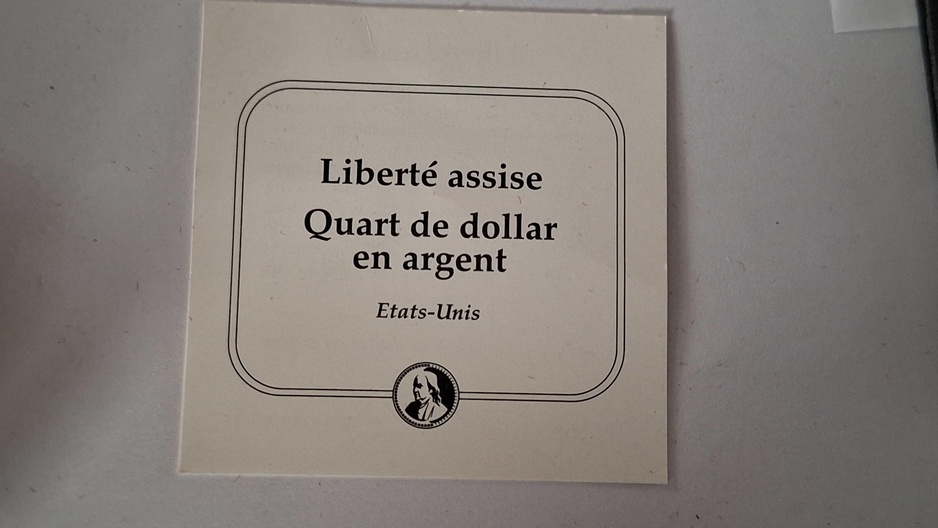 Liberté assise
Quart de dollar
en argent
Etats-Unis